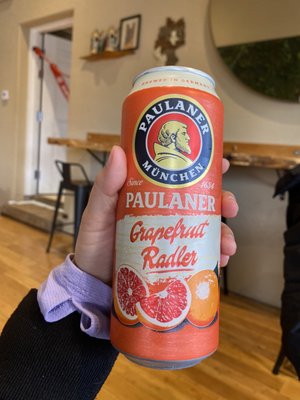 BREWED IN GERMANY
PAULANER
MÜNCHEN
Since 1634
PAULANER
Grapefruit
Radler